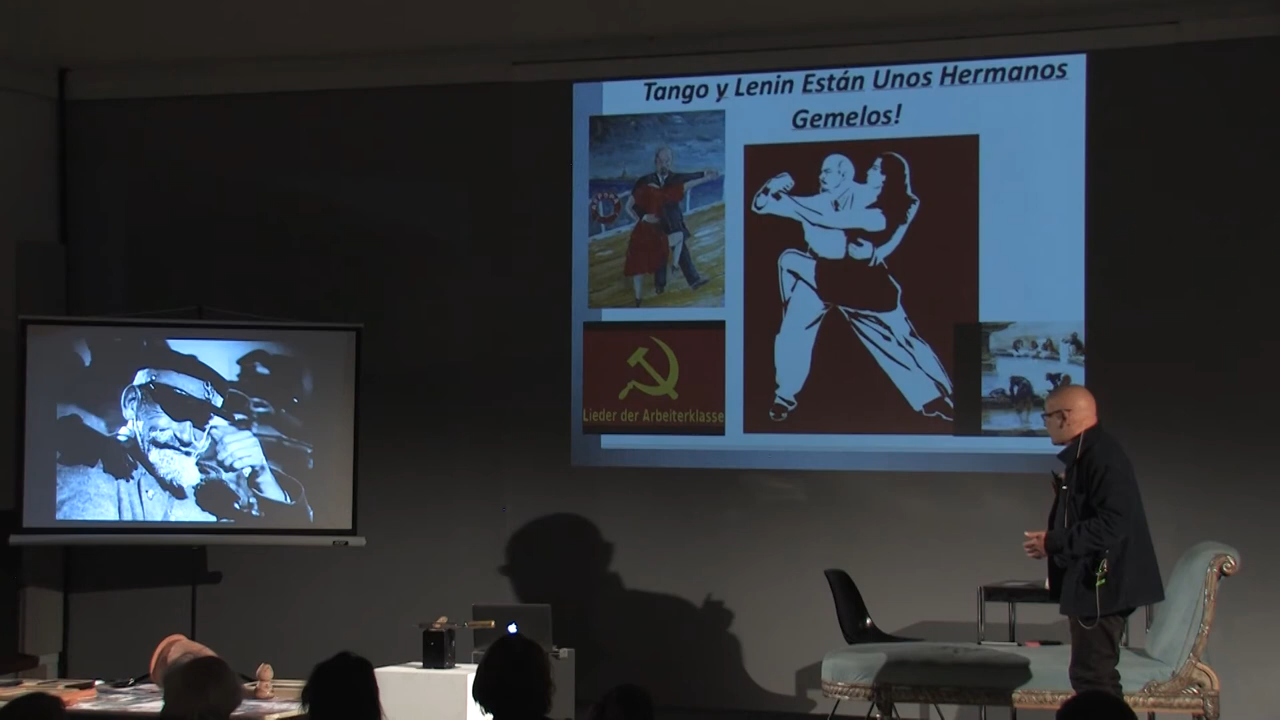 Tango y Lenin Están Unos Hermanos
Gemelos!
Lieder der Arbeiterklasse